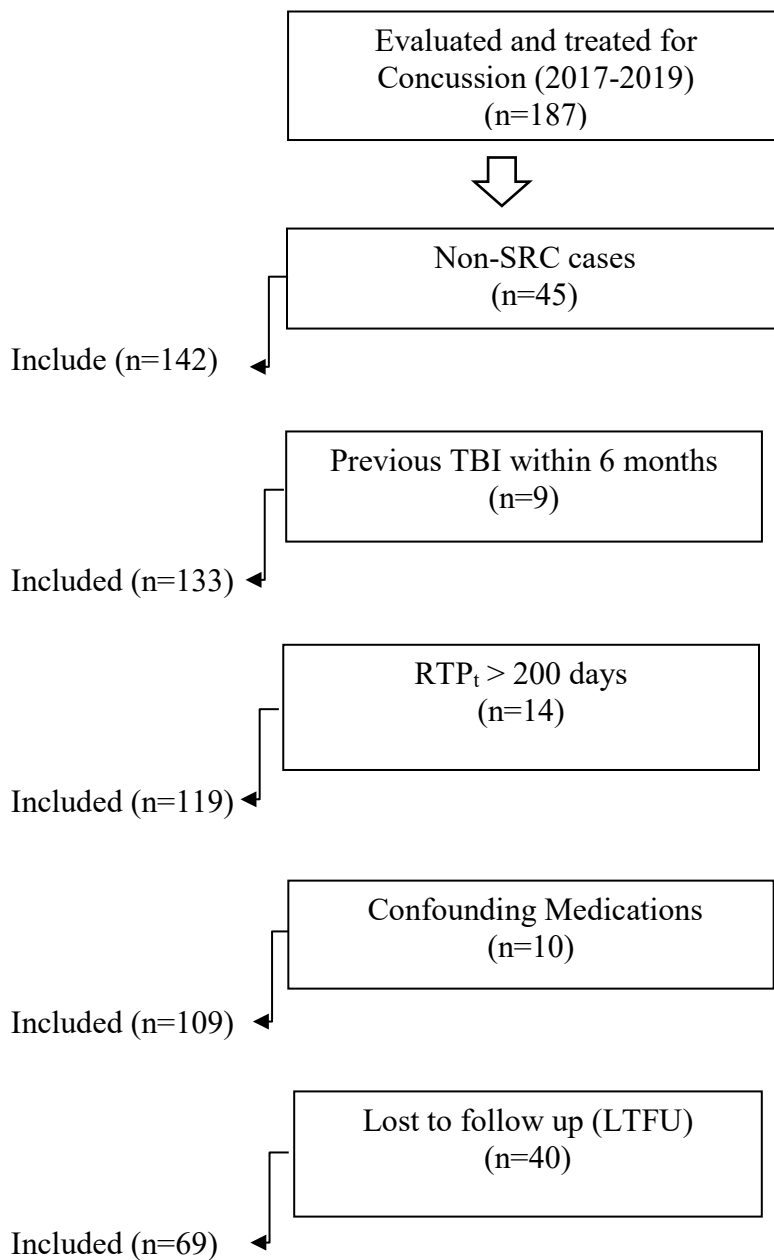 Evaluated and treated for
Concussion (2017-2019)
(n=187)
Non-SRC cases
(n=45)
Include (n=142)
Previous TBI within 6 months
(n=9)
Included (n=133)
RTPₜ > 200 days
(n=14)
Included (n=119)
Confounding Medications
(n=10)
Included (n=109)
Lost to follow up (LTFU)
(n=40)
Included (n=69)